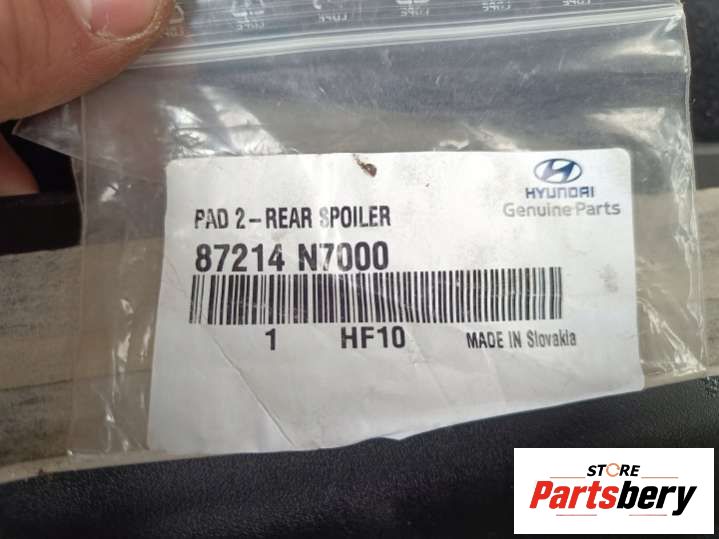 HYUNDAI
Genuine Parts
PAD 2-REAR SPOILER
87214 N7000
1 HF10 MADE IN Slovakia
STORE
Partsbery